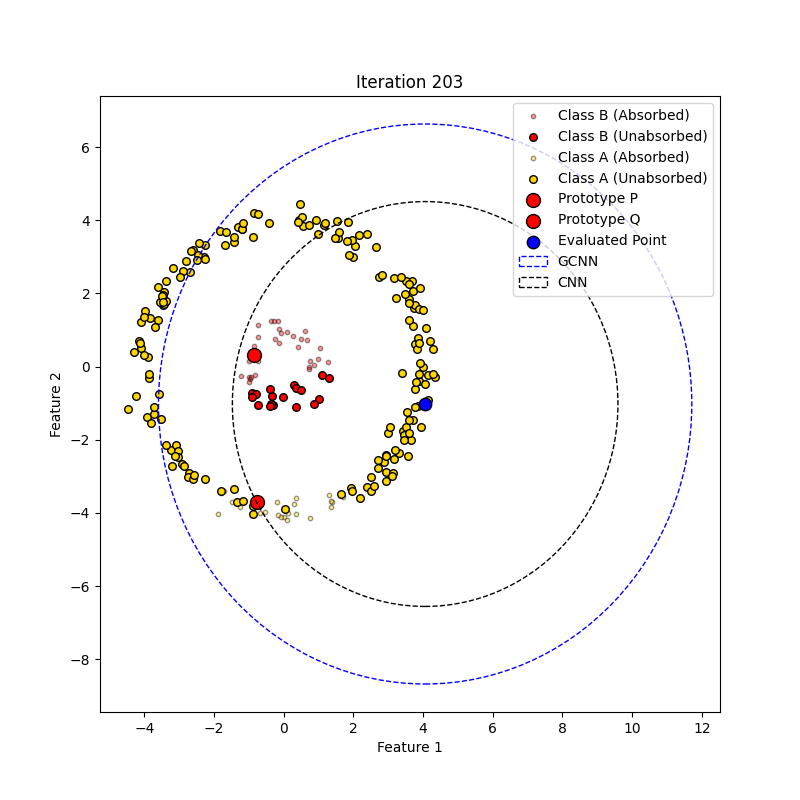 Iteration 203
Class B (Absorbed)
Class B (Unabsorbed)
Class A (Absorbed)
Class A (Unabsorbed)
Prototype P
Prototype Q
Evaluated Point
GCNN
CNN
6
4
2
0
−2
−4
−6
−8
Feature 2
−4 −2 0 2 4 6 8 10 12
Feature 1